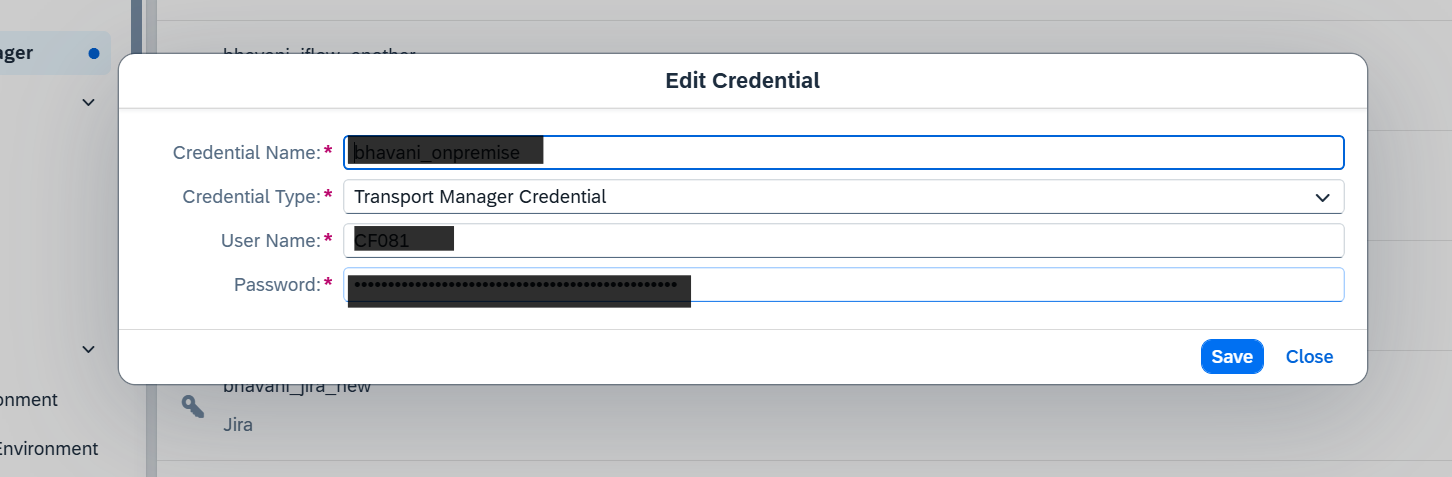 ager
bhavani_iflow_another
Edit Credential
Credential Name:* bhavani_onpremise
Credential Type:* Transport Manager Credential
User Name:* CF081
Password:* ••••••••••••••••••••••••••••••••••••••••••••••••
Save Close
bhavani_jira_new
onment
Jira
Environment